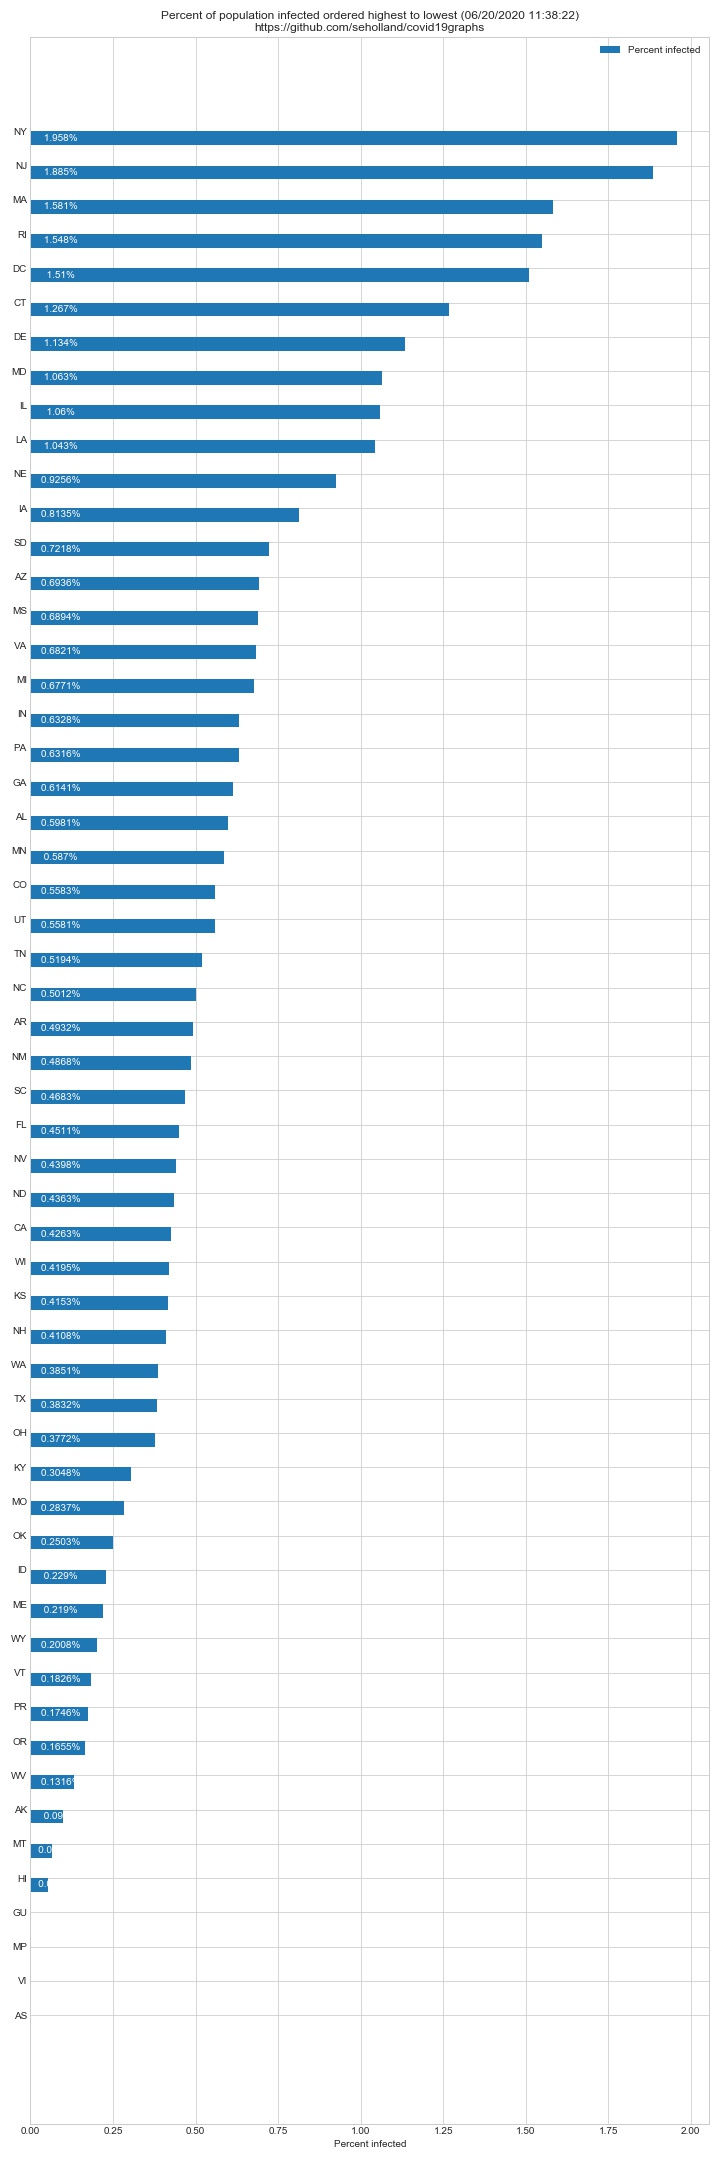 Percent of population infected ordered highest to lowest (06/20/2020 11:38:22)
https://github.com/seholland/covid19graphs
Percent infected
NY 1.958%
NJ 1.885%
MA 1.581%
RI 1.548%
DC 1.51%
CT 1.267%
DE 1.134%
MD 1.063%
IL 1.06%
LA 1.043%
NE 0.9256%
IA 0.8135%
SD 0.7218%
AZ 0.6936%
MS 0.6894%
VA 0.6821%
MI 0.6771%
IN 0.6328%
PA 0.6316%
GA 0.6141%
AL 0.5981%
MN 0.587%
CO 0.5583%
UT 0.5581%
TN 0.5194%
NC 0.5012%
AR 0.4932%
NM 0.4868%
SC 0.4683%
FL 0.4511%
NV 0.4398%
ND 0.4363%
CA 0.4263%
WI 0.4195%
KS 0.4153%
NH 0.4108%
WA 0.3851%
TX 0.3832%
OH 0.3772%
KY 0.3048%
MO 0.2837%
OK 0.2503%
ID 0.229%
ME 0.219%
WY 0.2008%
VT 0.1826%
PR 0.1746%
OR 0.1655%
WV 0.1316%
AK 0.09
MT 0.0
HI
GU
MP
VI
AS
0.00 0.25 0.50 0.75 1.00 1.25 1.50 1.75 2.00
Percent infected